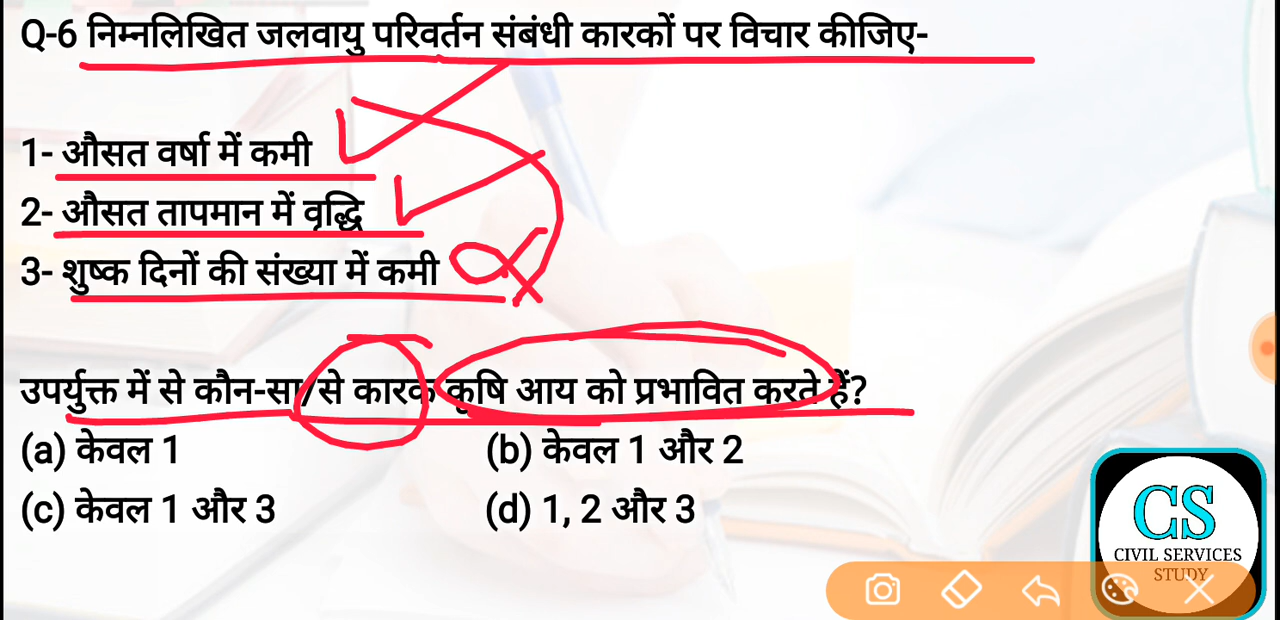 Q-6 निम्नलिखित जलवायु परिवर्तन संबंधी कारकों पर विचार कीजिए-
1- औसत वर्षा में कमी
2- औसत तापमान में वृद्धि
3- शुष्क दिनों की संख्या में कमी
उपर्युक्त में से कौन-सा/से कारक कृषि आय को प्रभावित करते हैं?
(a) केवल 1 (b) केवल 1 और 2
(c) केवल 1 और 3 (d) 1, 2 और 3
CS
CIVIL SERVICES
STUDY